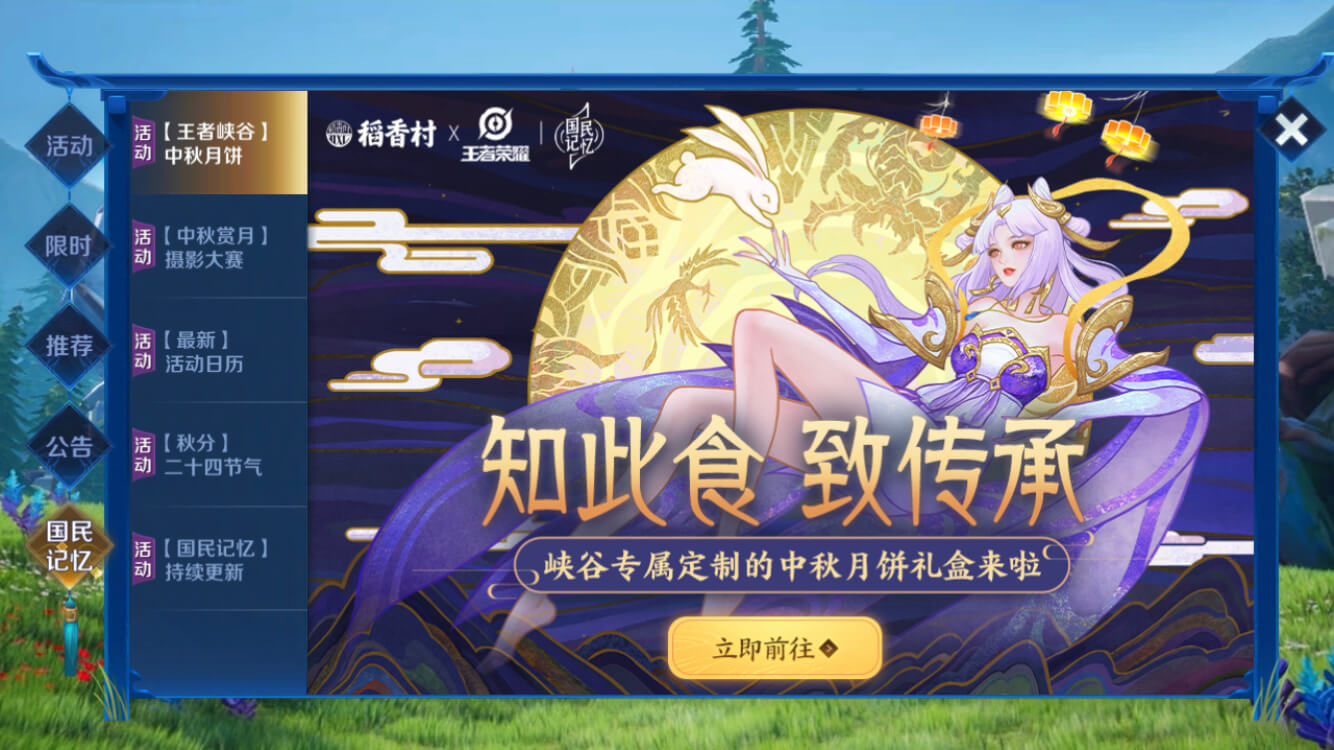 活动
限时
推荐
公告
国民
记忆
活动
【王者峡谷】
中秋月饼
活动
【中秋赏月】
摄影大赛
活动
【最新】
活动日历
活动
【秋分】
二十四节气
活动
【国民记忆】
持续更新
稻香村 X 王者荣耀 | 国民记忆
知此食 致传承
峡谷专属定制的中秋月饼礼盒来啦
立即前往